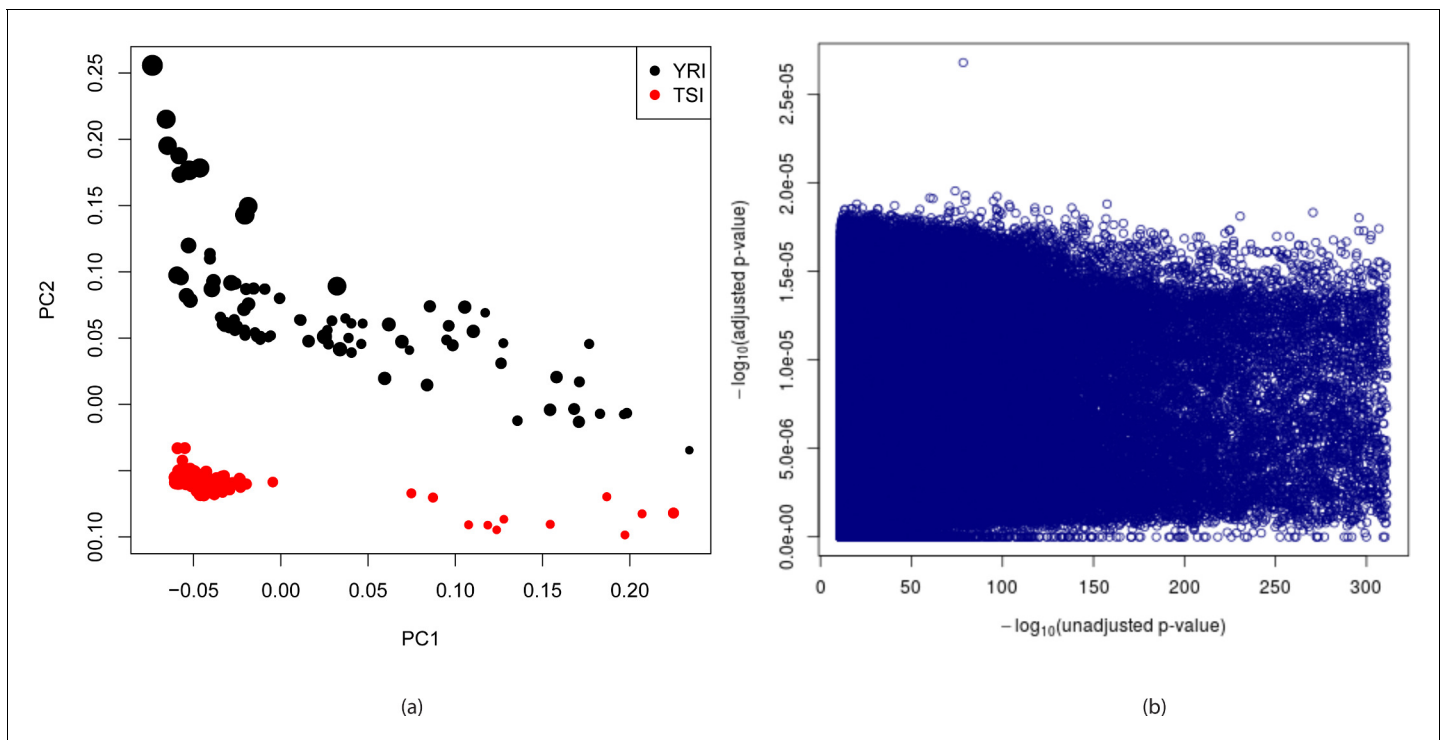 YRI
TSI
0.25
0.20
0.15
0.10
0.05
0.00
00.10
PC2
−0.05 0.00 0.05 0.10 0.15 0.20
PC1
(a)
2.5e-05
2.0e-05
1.5e-05
1.0e-05
5.0e-06
0.0e+00
−log10(adjusted p-value)
0 50 100 150 200 250 300
−log10(unadjusted p-value)
(b)